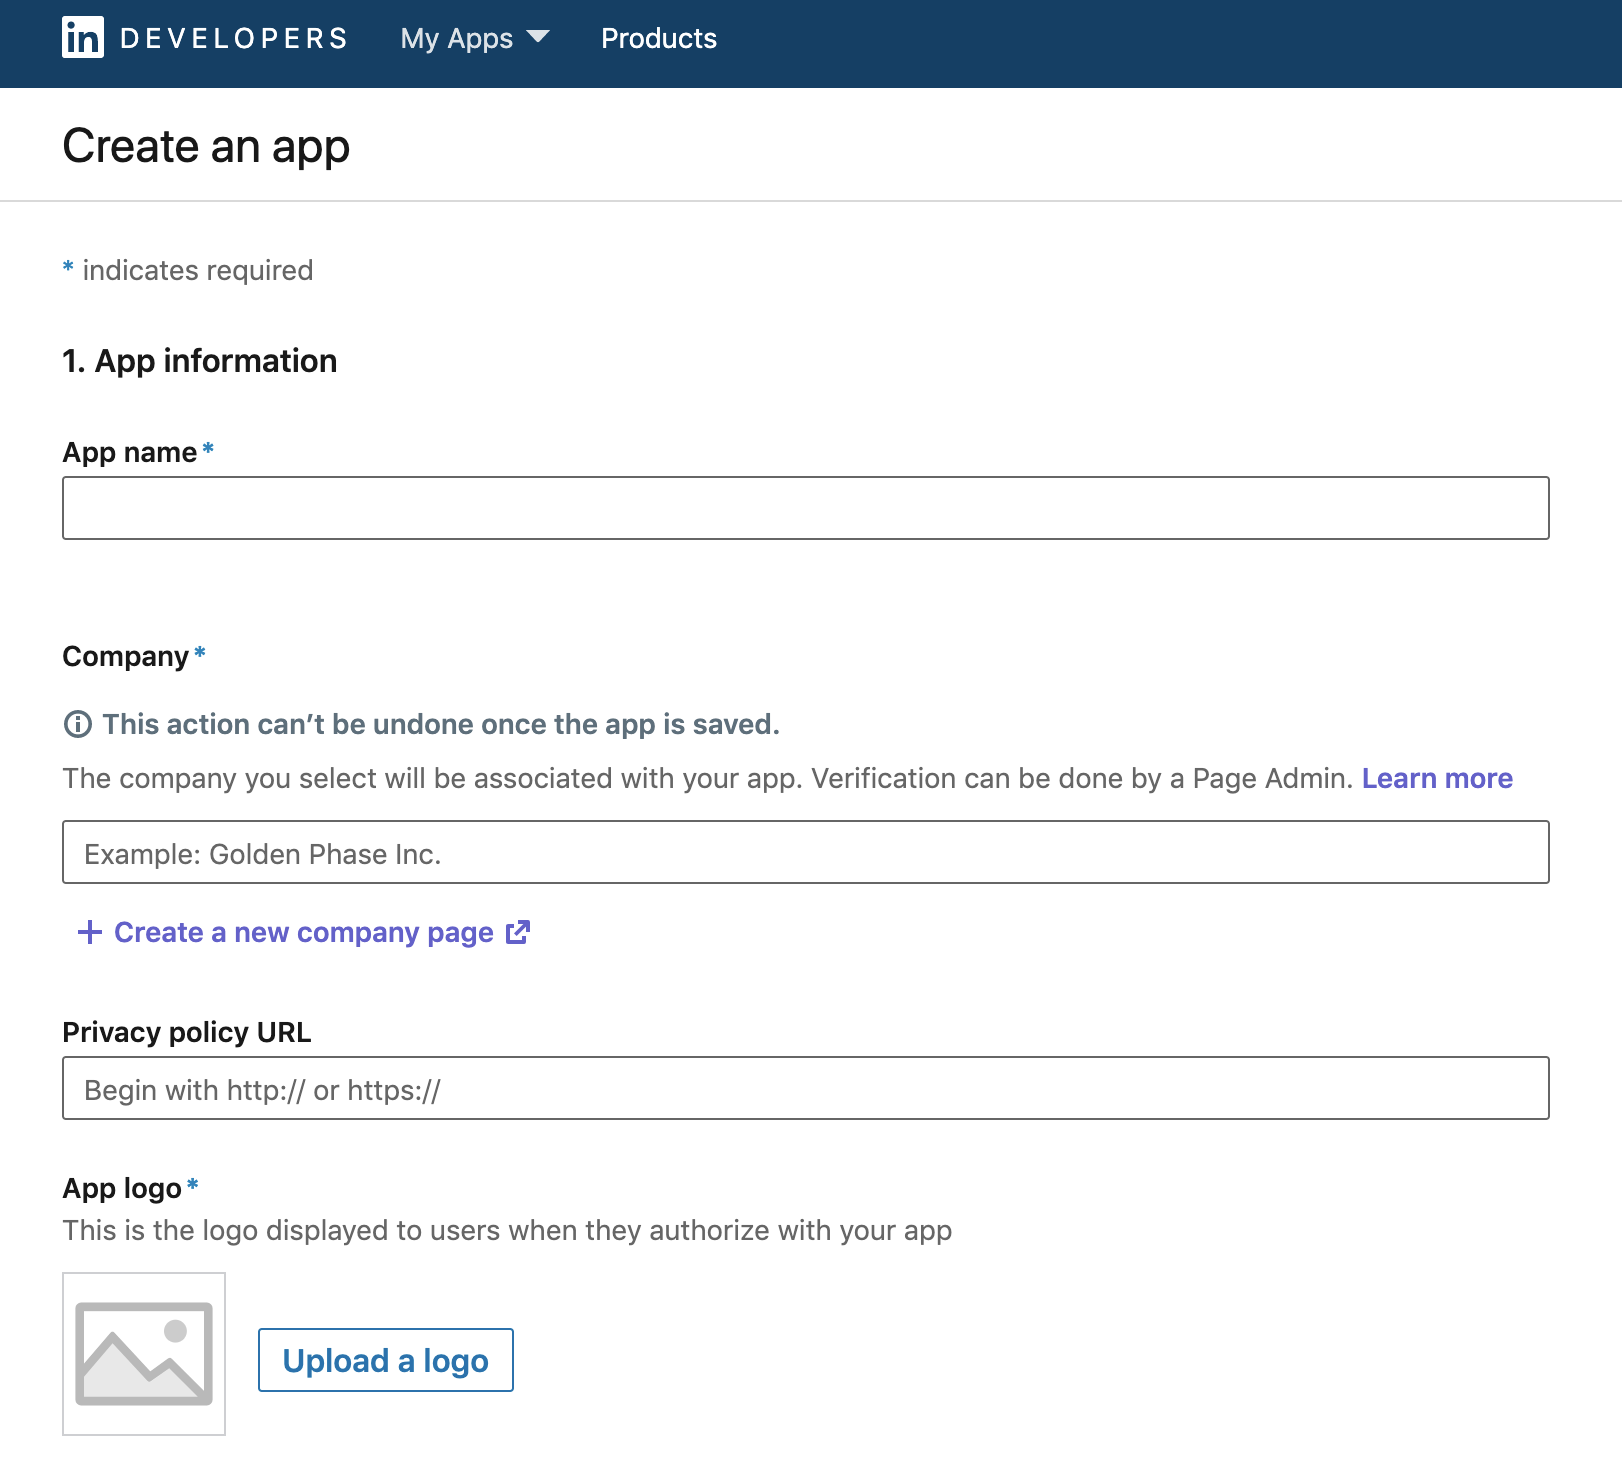 in DEVELOPERS My Apps Products
Create an app
* indicates required
1. App information
App name*
Company*
This action can’t be undone once the app is saved.
The company you select will be associated with your app. Verification can be done by a Page Admin. Learn more
Example: Golden Phase Inc.
+ Create a new company page
Privacy policy URL
Begin with http:// or https://
App logo*
This is the logo displayed to users when they authorize with your app
Upload a logo